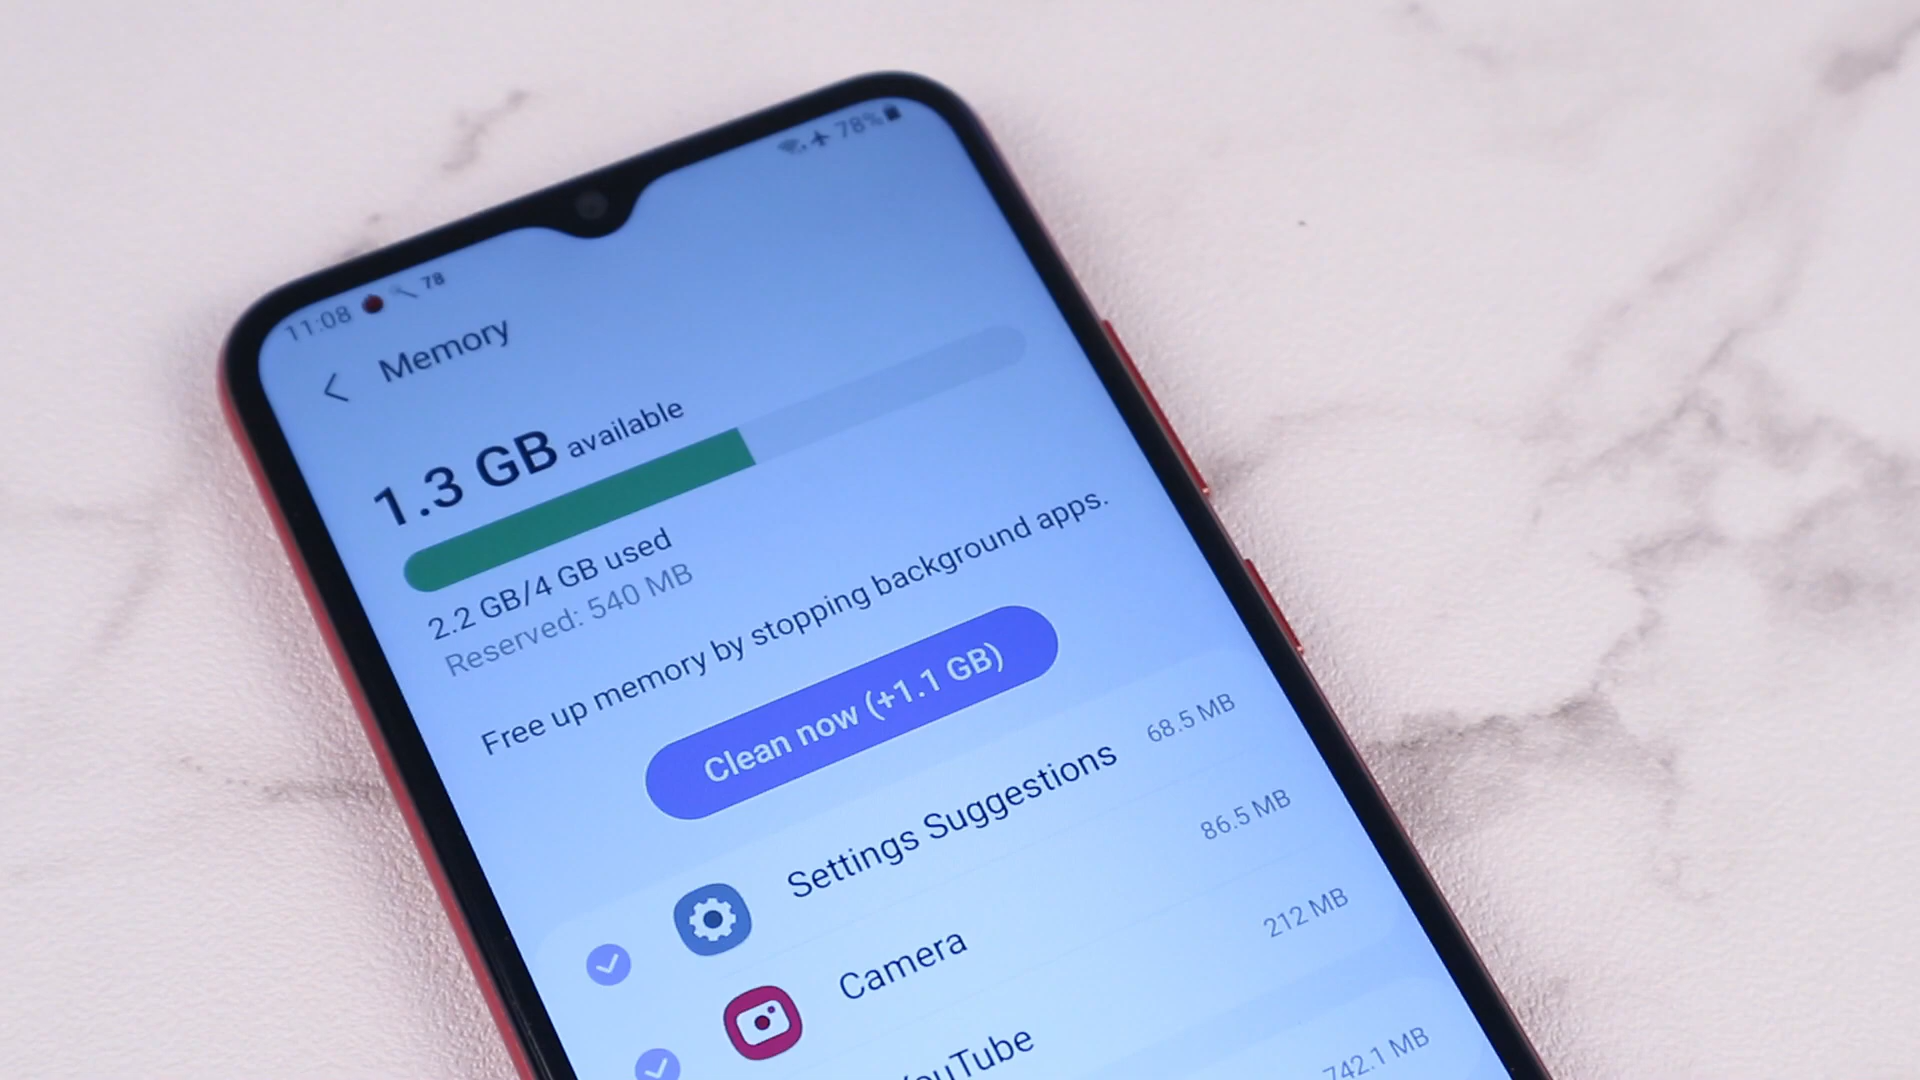 11:08 78 78%
Memory
1.3 GB available
2.2 GB/4 GB used
Reserved: 540 MB
Free up memory by stopping background apps.
Clean now (+1.1 GB)
Settings Suggestions 68.5 MB
Camera 86.5 MB
YouTube 212 MB
742.1 MB